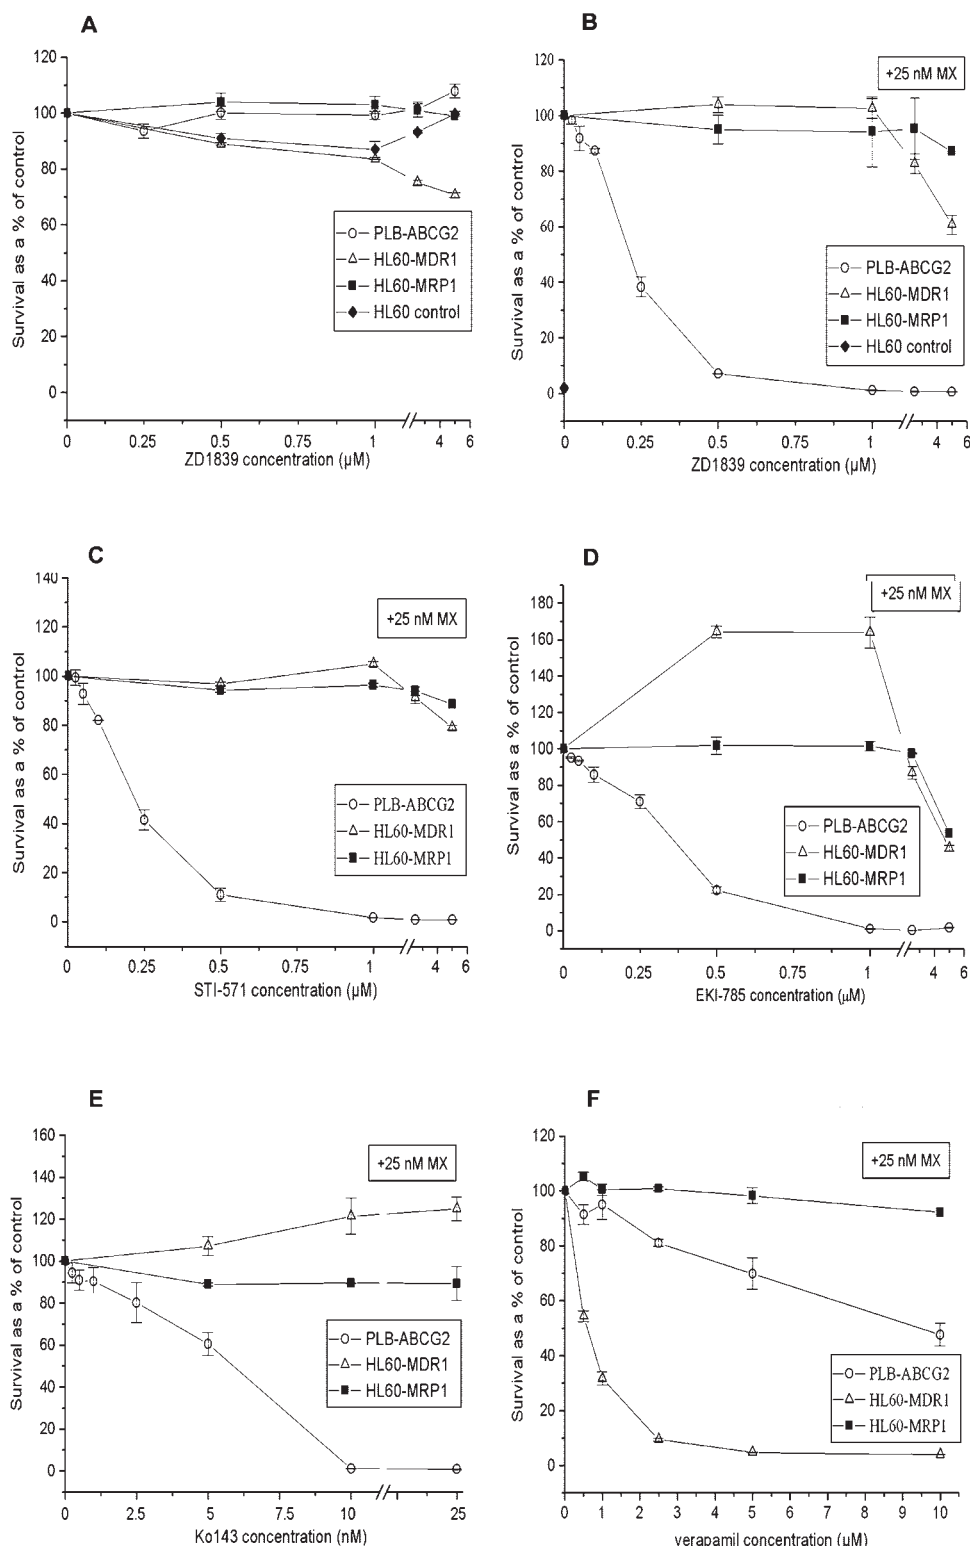 A
Survival as a % of control
120
100
80
60
40
20
0
PLB-ABCG2
HL60-MDR1
HL60-MRP1
HL60 control
0 0.25 0.5 0.75 1 4 6
ZD1839 concentration (µM)
B
Survival as a % of control
+25 nM MX
120
100
80
60
40
20
0
PLB-ABCG2
HL60-MDR1
HL60-MRP1
HL60 control
0 0.25 0.5 0.75 1 4 6
ZD1839 concentration (µM)
C
Survival as a % of control
+25 nM MX
140
120
100
80
60
40
20
0
PLB-ABCG2
HL60-MDR1
HL60-MRP1
0 0.25 0.5 0.75 1 4 6
STI-571 concentration (µM)
D
Survival as a % of control
+25 nM MX
180
160
140
120
100
80
60
40
20
0
PLB-ABCG2
HL60-MDR1
HL60-MRP1
0 0.25 0.5 0.75 1 4 6
EKI-785 concentration (µM)
E
Survival as a % of control
+25 nM MX
160
140
120
100
80
60
40
20
0
PLB-ABCG2
HL60-MDR1
HL60-MRP1
0 2.5 5 7.5 10 25
Ko143 concentration (nM)
F
Survival as a % of control
+25 nM MX
120
100
80
60
40
20
0
PLB-ABCG2
HL60-MDR1
HL60-MRP1
0 1 2 3 4 5 6 7 8 9 10
verapamil concentration (µM)